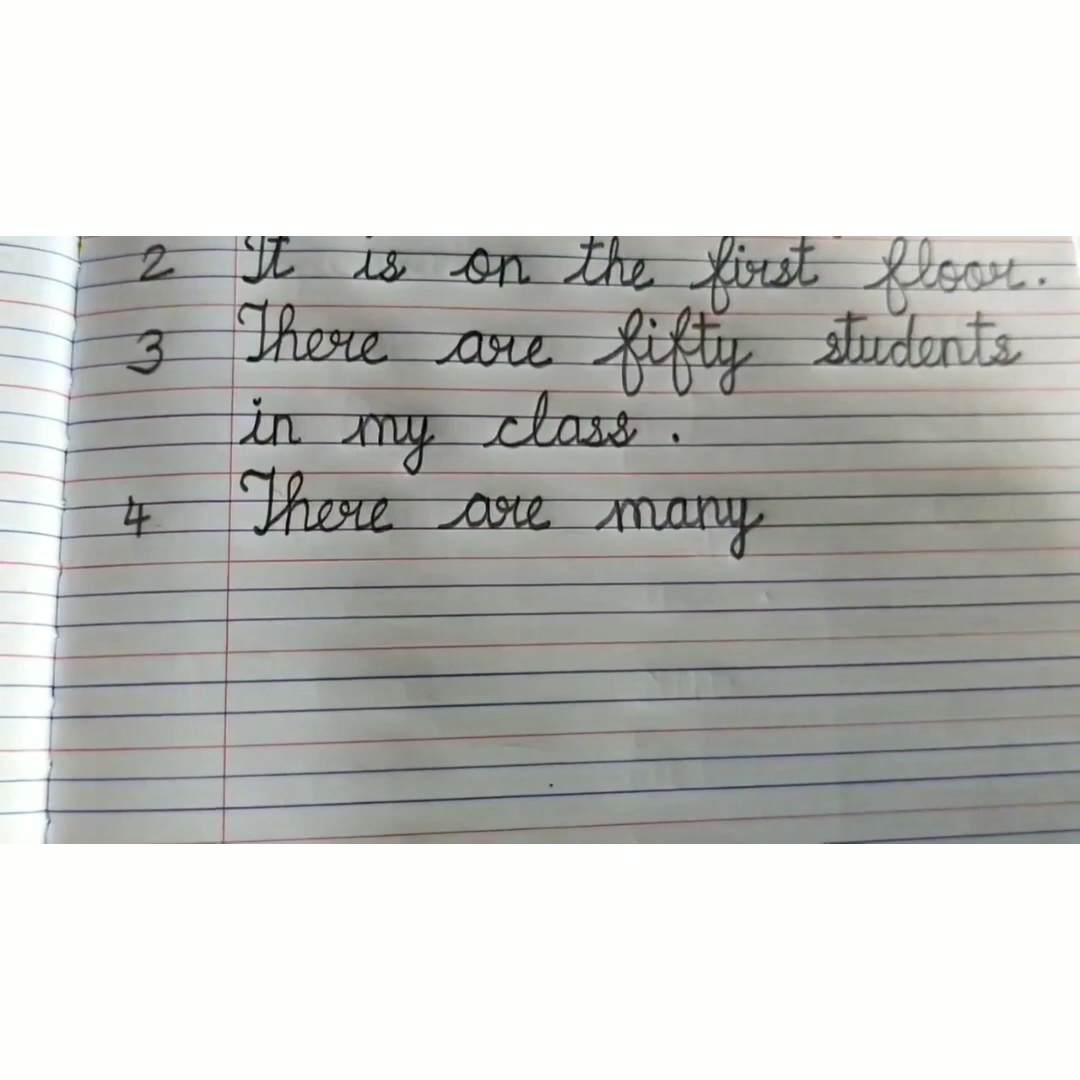 2 It is on the first floor.
3 There are fifty students
in my class.
4 There are many